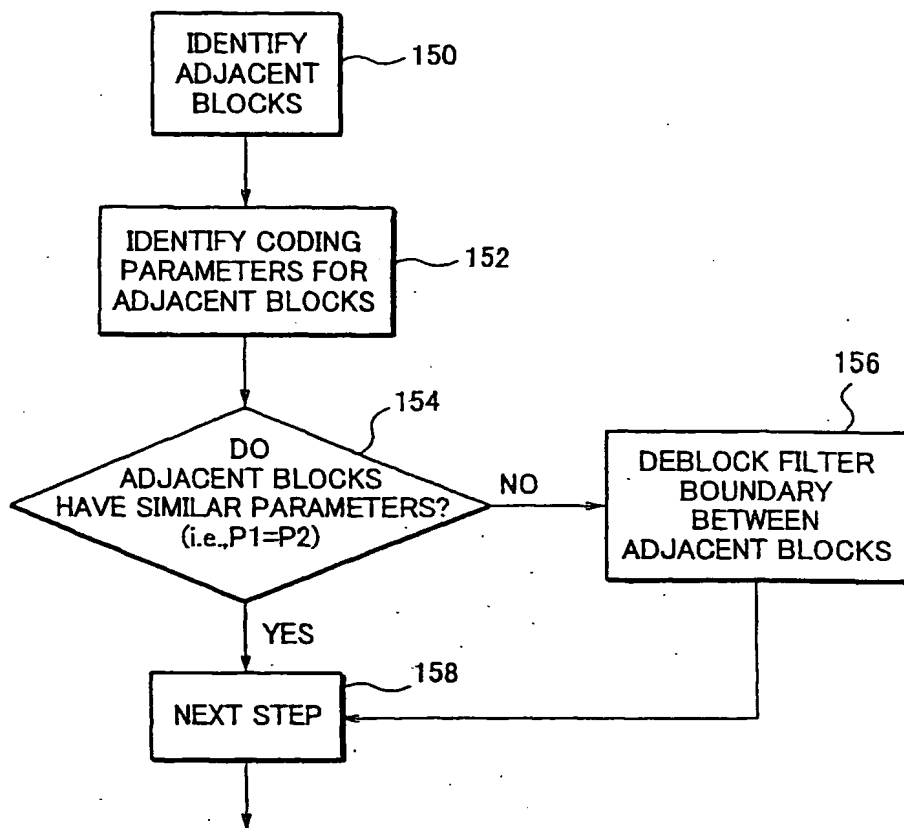 IDENTIFY
ADJACENT
BLOCKS
150
IDENTIFY CODING
PARAMETERS FOR
ADJACENT BLOCKS
152
154
DO
ADJACENT BLOCKS
HAVE SIMILAR PARAMETERS?
(i.e.,P1=P2)
NO
156
DEBLOCK FILTER
BOUNDARY
BETWEEN
ADJACENT BLOCKS
YES
158
NEXT STEP